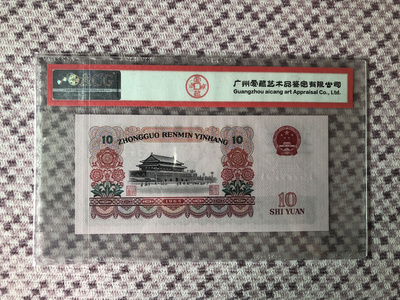 广州爱藏艺术品鉴定有限公司
Guangzhou aicang art Appraisal Co., Ltd.
ZHONGGUO RENMIN YINHANG
10
10
1965
10
SHI YUAN